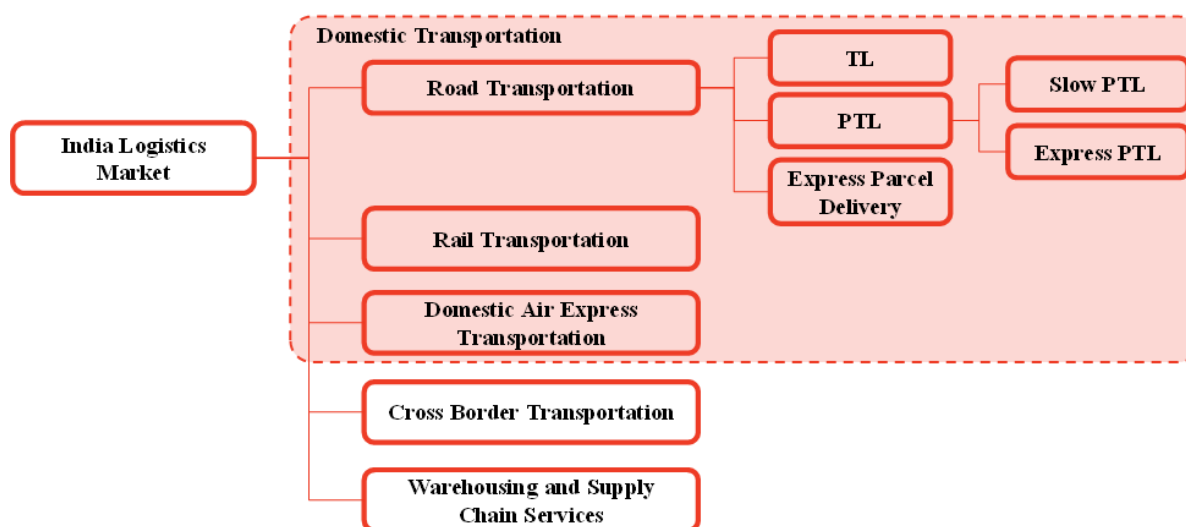 Domestic Transportation
India Logistics
Market
Road Transportation
TL
PTL
Express Parcel
Delivery
Slow PTL
Express PTL
Rail Transportation
Domestic Air Express
Transportation
Cross Border Transportation
Warehousing and Supply
Chain Services